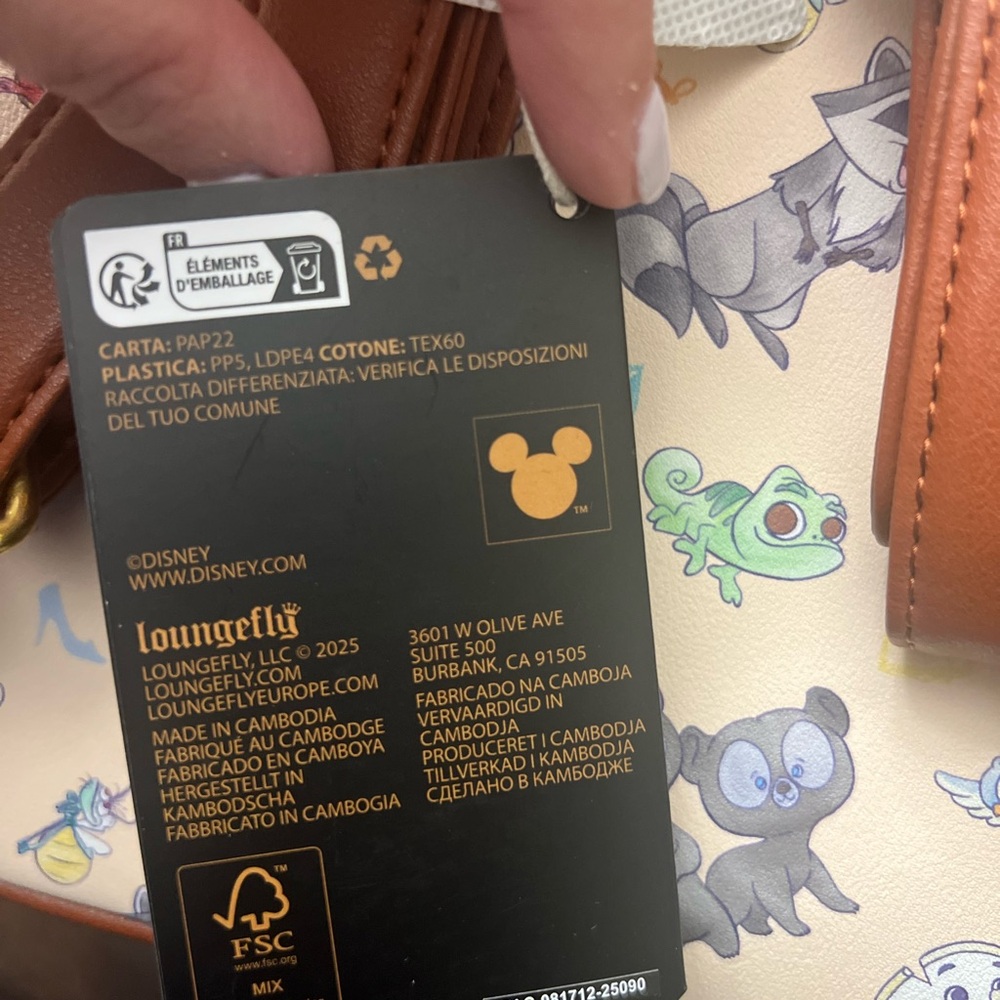 FR
ÉLÉMENTS
D'EMBALLAGE
CARTA: PAP22
PLASTICA: PP5, LDPE4 COTONE: TEX60
RACCOLTA DIFFERENZIATA: VERIFICA LE DISPOSIZIONI
DEL TUO COMUNE
TM
©DISNEY
WWW.DISNEY.COM
loungefly
LOUNGEFLY, LLC © 2025
LOUNGEFLY.COM
LOUNGEFLYEUROPE.COM
MADE IN CAMBODIA
FABRIQUÉ AU CAMBODGE
FABRICADO EN CAMBOYA
HERGESTELLT IN
KAMBODSCHA
FABBRICATO IN CAMBOGIA
3601 W OLIVE AVE
SUITE 500
BURBANK, CA 91505
FABRICADO NA CAMBOJA
VERVAARDIGD IN
CAMBODJA
PRODUCERET I CAMBODJA
TILLVERKAD I KAMBODJA
СДЕЛАНО В КАМБОДЖЕ
TM
FSC
www.fsc.org
MIX
081712-25090